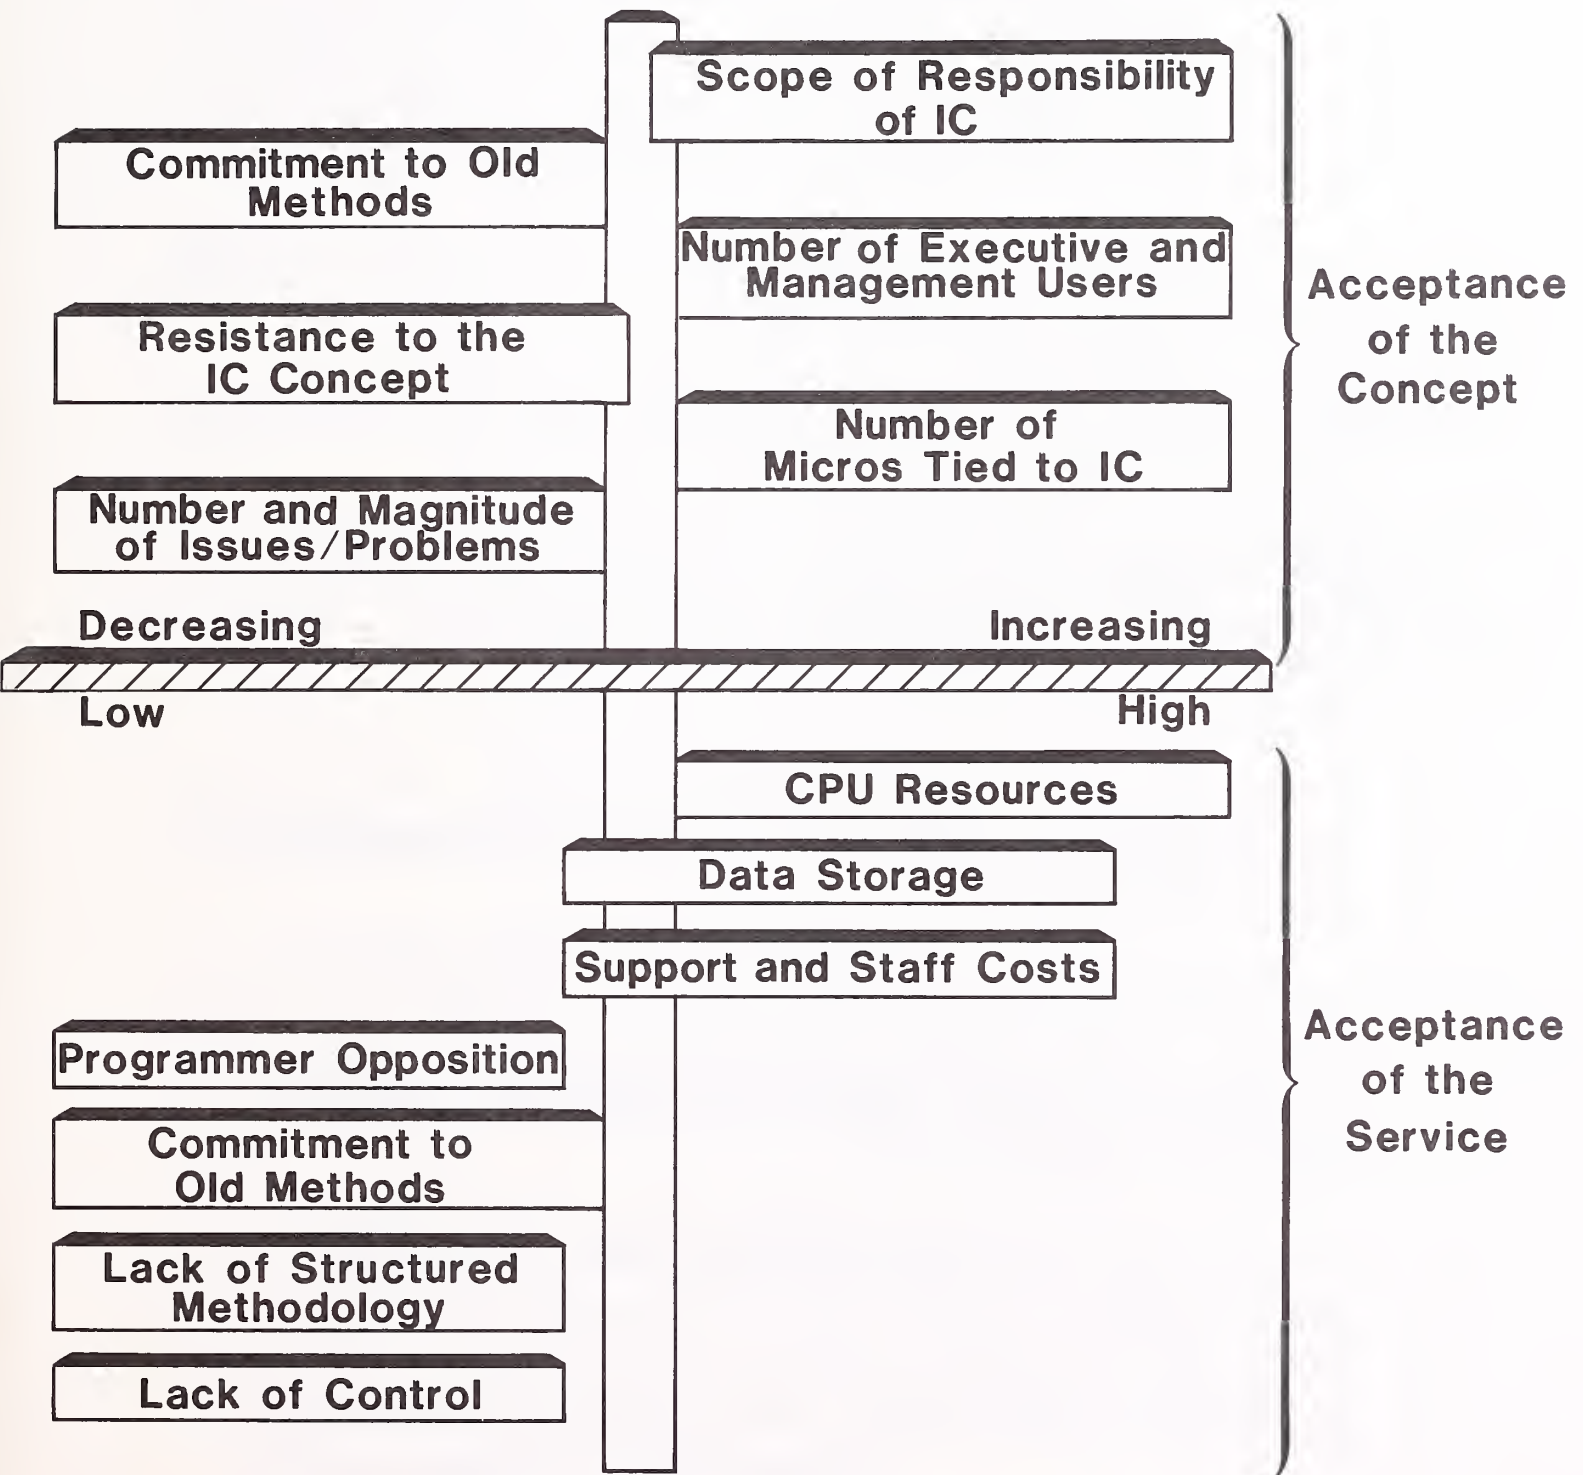 Scope of Responsibility
of IC
Commitment to Old
Methods
Number of Executive and
Management Users
Resistance to the
IC Concept
Number of
Micros Tied to IC
Number and Magnitude
of Issues/Problems
Acceptance
of the
Concept
Decreasing
Increasing
Low
High
CPU Resources
Data Storage
Support and Staff Costs
Programmer Opposition
Commitment to
Old Methods
Lack of Structured
Methodology
Lack of Control
Acceptance
of the
Service